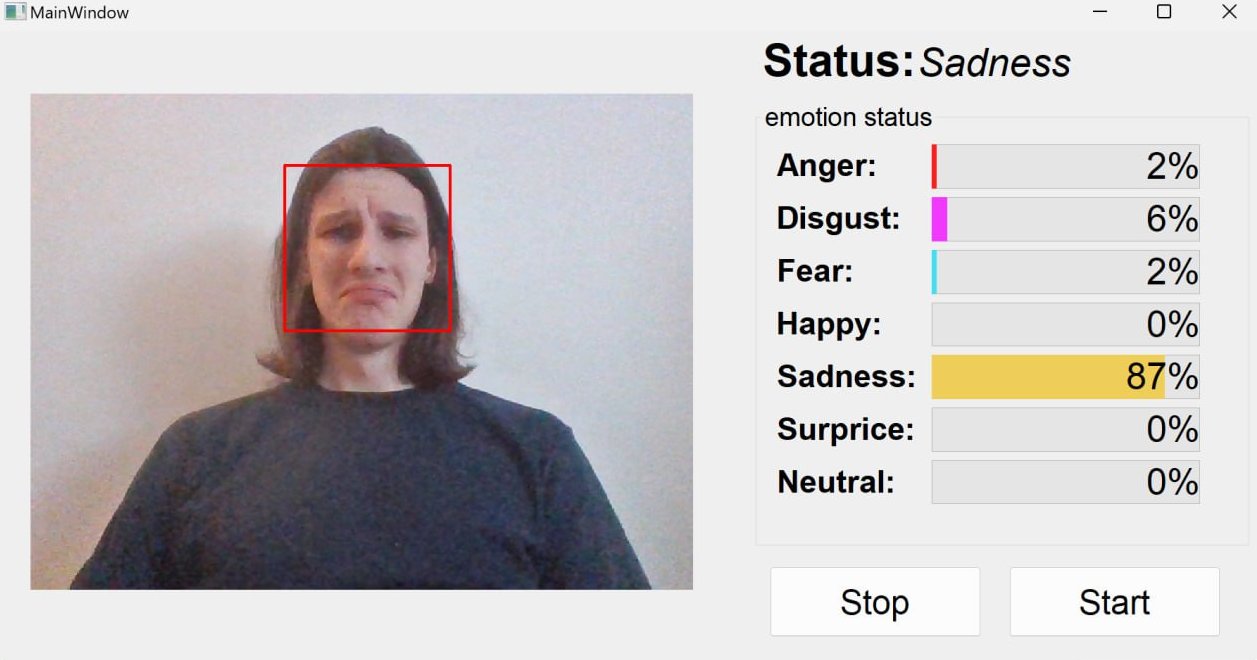 MainWindow
Status: Sadness
emotion status
Anger: 2%
Disgust: 6%
Fear: 2%
Happy: 0%
Sadness: 87%
Surprice: 0%
Neutral: 0%
Stop Start